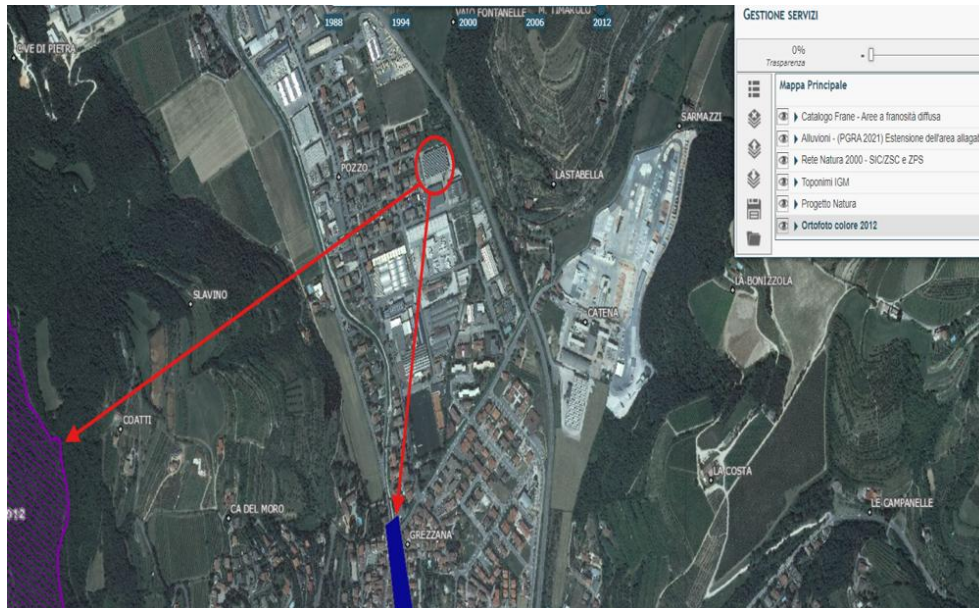 1988
1994
2000
2006
2012
VAIO FONTANELLE
M. TIMAROLO
CAVE DI PIETRA
SARMAZZI
POZZO
LASTABELLA
LA BONIZZOLA
SLAVINO
CATENA
COATTI
LA COSTA
CA DEL MORO
LE CAMPANELLE
GREZZANA
GESTIONE SERVIZI
0%
Trasparenza
Mappa Principale
Catalogo Frane - Aree a franosità diffusa
Alluvioni - (PGRA 2021) Estensione dell'area allagat
Rete Natura 2000 - SIC/ZSC e ZPS
Toponimi IGM
Progetto Natura
Ortofoto colore 2012